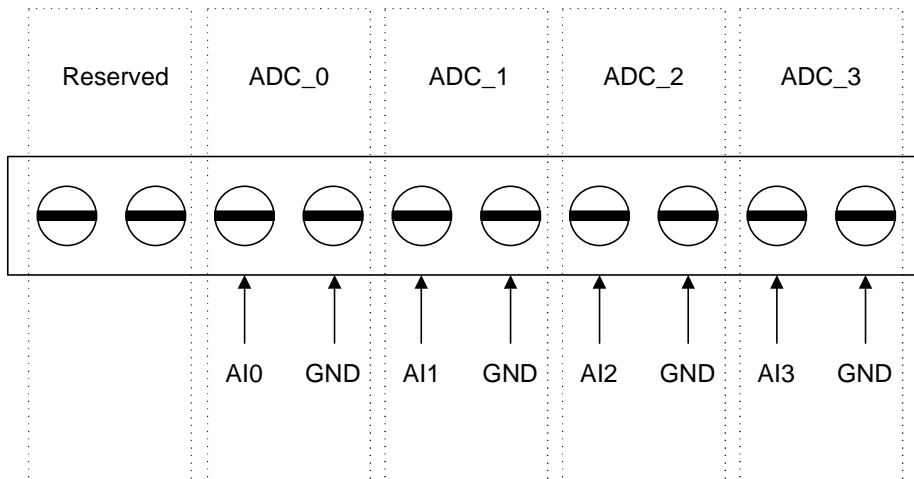 Reserved ADC_0 ADC_1 ADC_2 ADC_3
AI0 GND AI1 GND AI2 GND AI3 GND